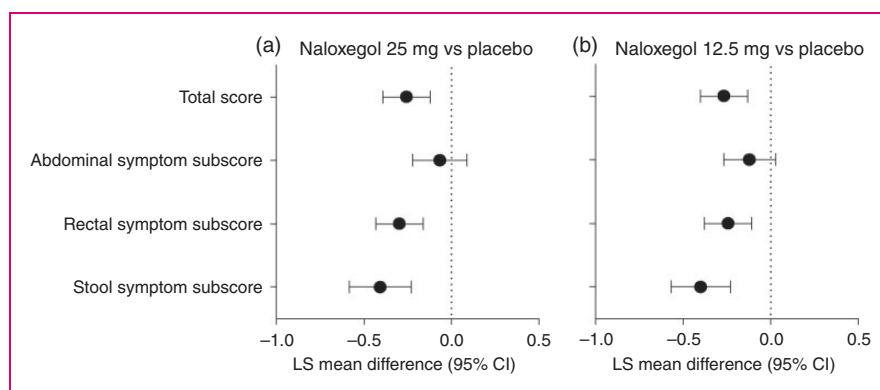 (a) Naloxegol 25 mg vs placebo
(b) Naloxegol 12.5 mg vs placebo
Total score
Abdominal symptom subscore
Rectal symptom subscore
Stool symptom subscore
–1.0 –0.5 0.0 0.5
–1.0 –0.5 0.0 0.5
LS mean difference (95% CI)
LS mean difference (95% CI)